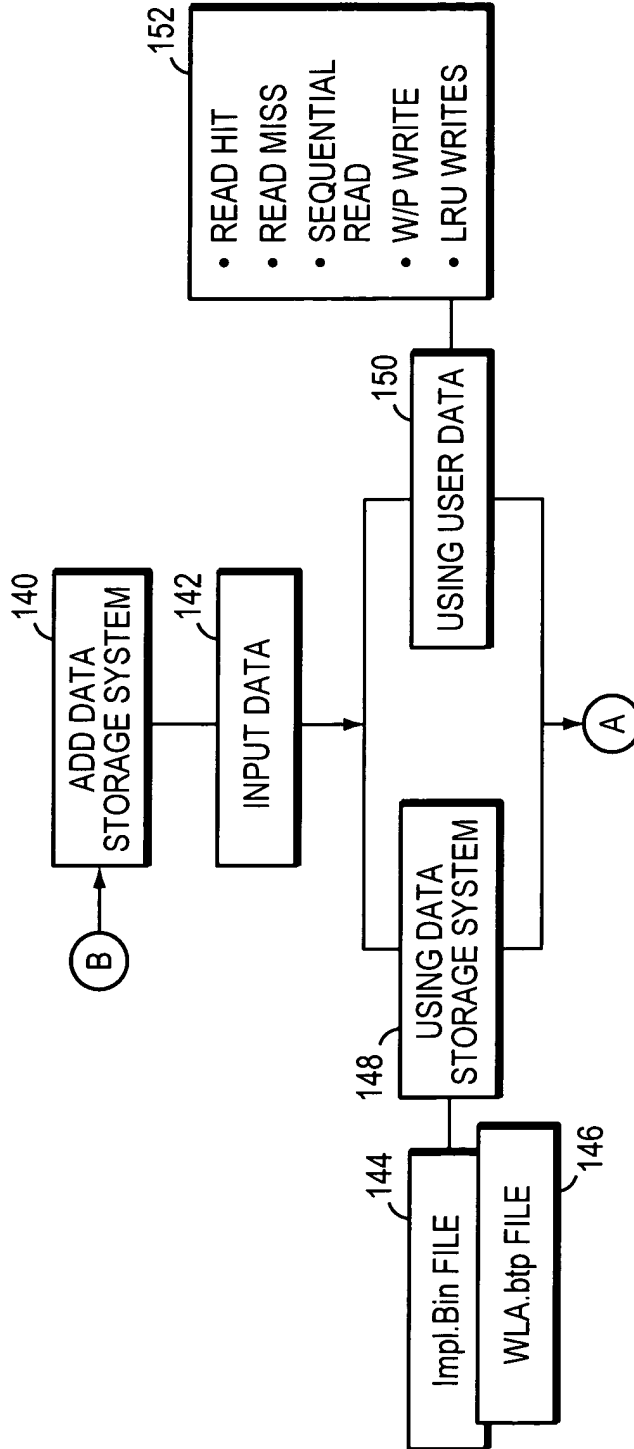 B
140
ADD DATA
STORAGE SYSTEM
142
INPUT DATA
144
Impl.Bin FILE
WLA.btp FILE
146
148
USING DATA
STORAGE SYSTEM
150
USING USER DATA
152
• READ HIT
• READ MISS
• SEQUENTIAL
READ
• W/P WRITE
• LRU WRITES
A